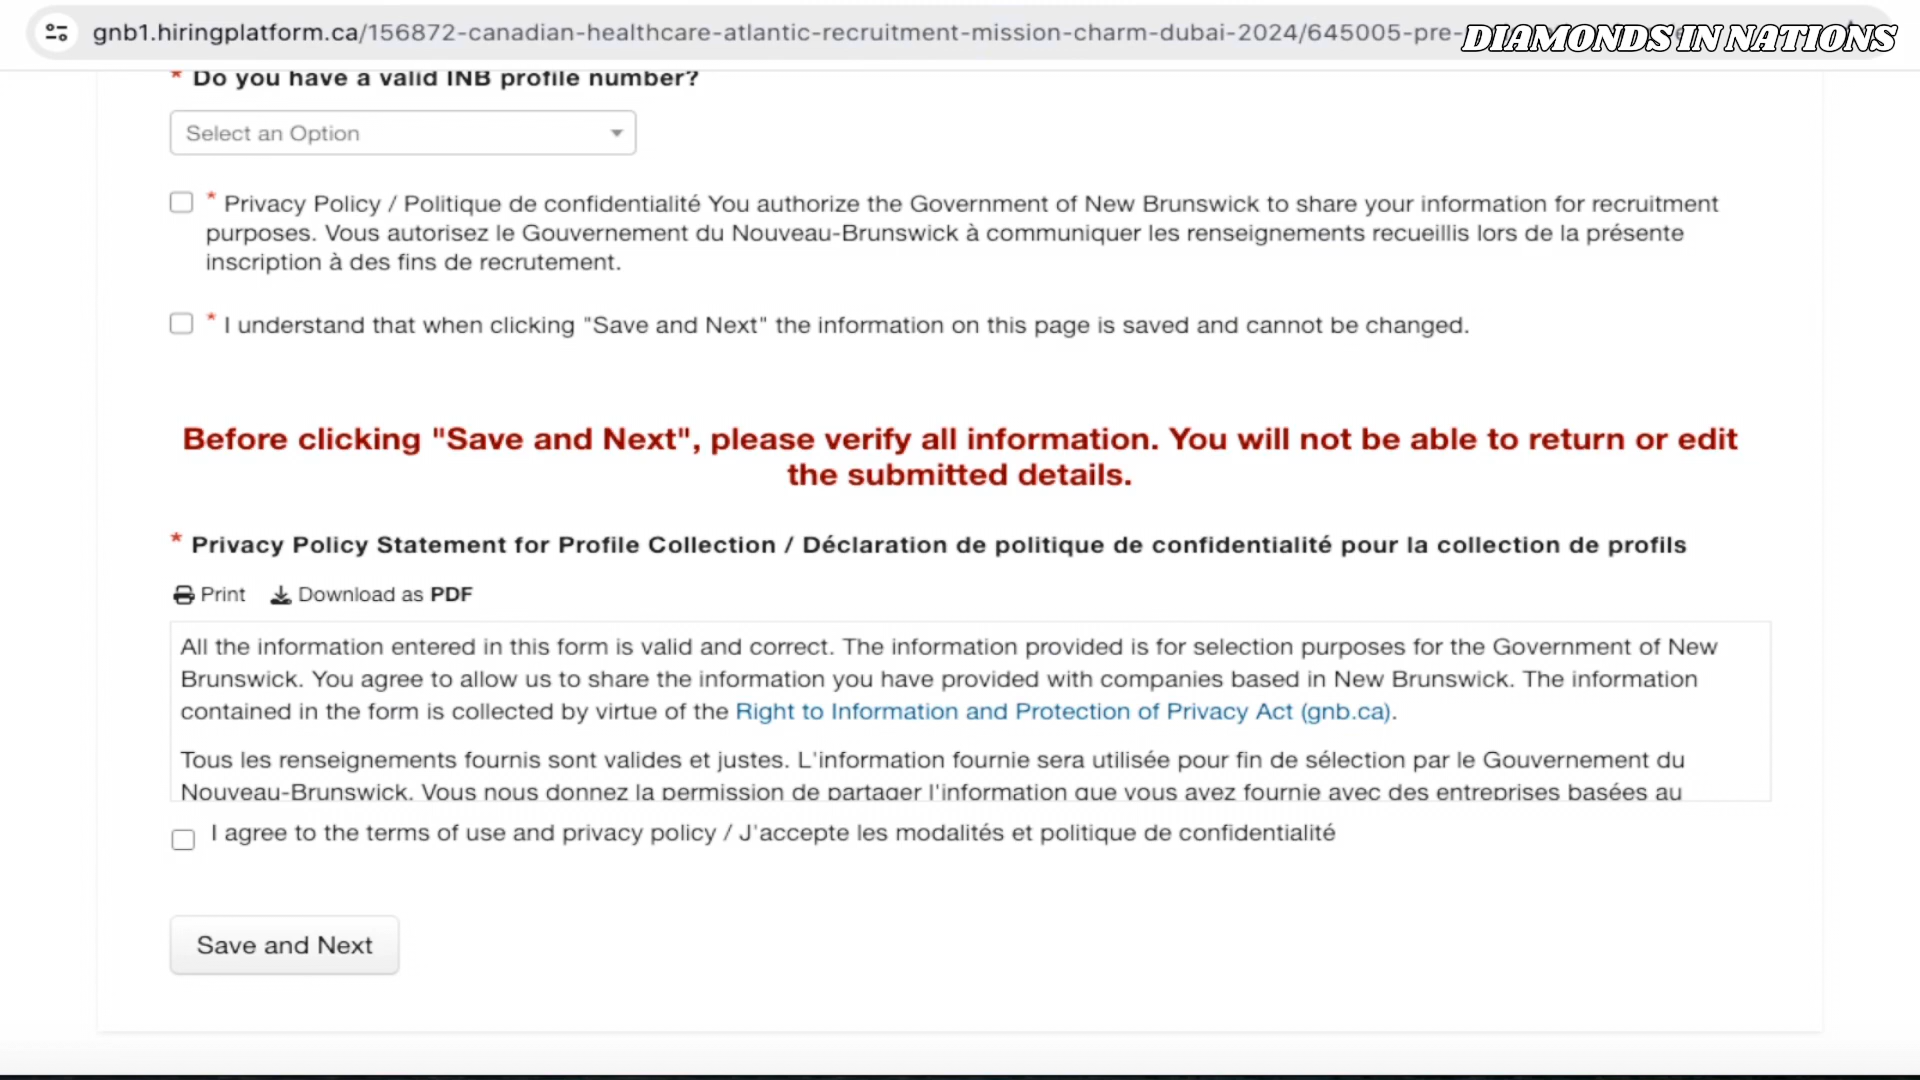 gnb1.hiringplatform.ca/156872-canadian-healthcare-atlantic-recruitment-mission-charm-dubai-2024/645005-pre-
DIAMONDS IN NATIONS
* Do you have a valid INB profile number?
Select an Option
* Privacy Policy / Politique de confidentialité You authorize the Government of New Brunswick to share your information for recruitment
purposes. Vous autorisez le Gouvernement du Nouveau-Brunswick à communiquer les renseignements recueillis lors de la présente
inscription à des fins de recrutement.
* I understand that when clicking "Save and Next" the information on this page is saved and cannot be changed.
Before clicking "Save and Next", please verify all information. You will not be able to return or edit
the submitted details.
* Privacy Policy Statement for Profile Collection / Déclaration de politique de confidentialité pour la collection de profils
Print Download as PDF
All the information entered in this form is valid and correct. The information provided is for selection purposes for the Government of New
Brunswick. You agree to allow us to share the information you have provided with companies based in New Brunswick. The information
contained in the form is collected by virtue of the Right to Information and Protection of Privacy Act (gnb.ca).
Tous les renseignements fournis sont valides et justes. L'information fournie sera utilisée pour fin de sélection par le Gouvernement du
Nouveau-Brunswick. Vous nous donnez la permission de partager l'information que vous avez fournie avec des entreprises basées au
I agree to the terms of use and privacy policy / J'accepte les modalités et politique de confidentialité
Save and Next